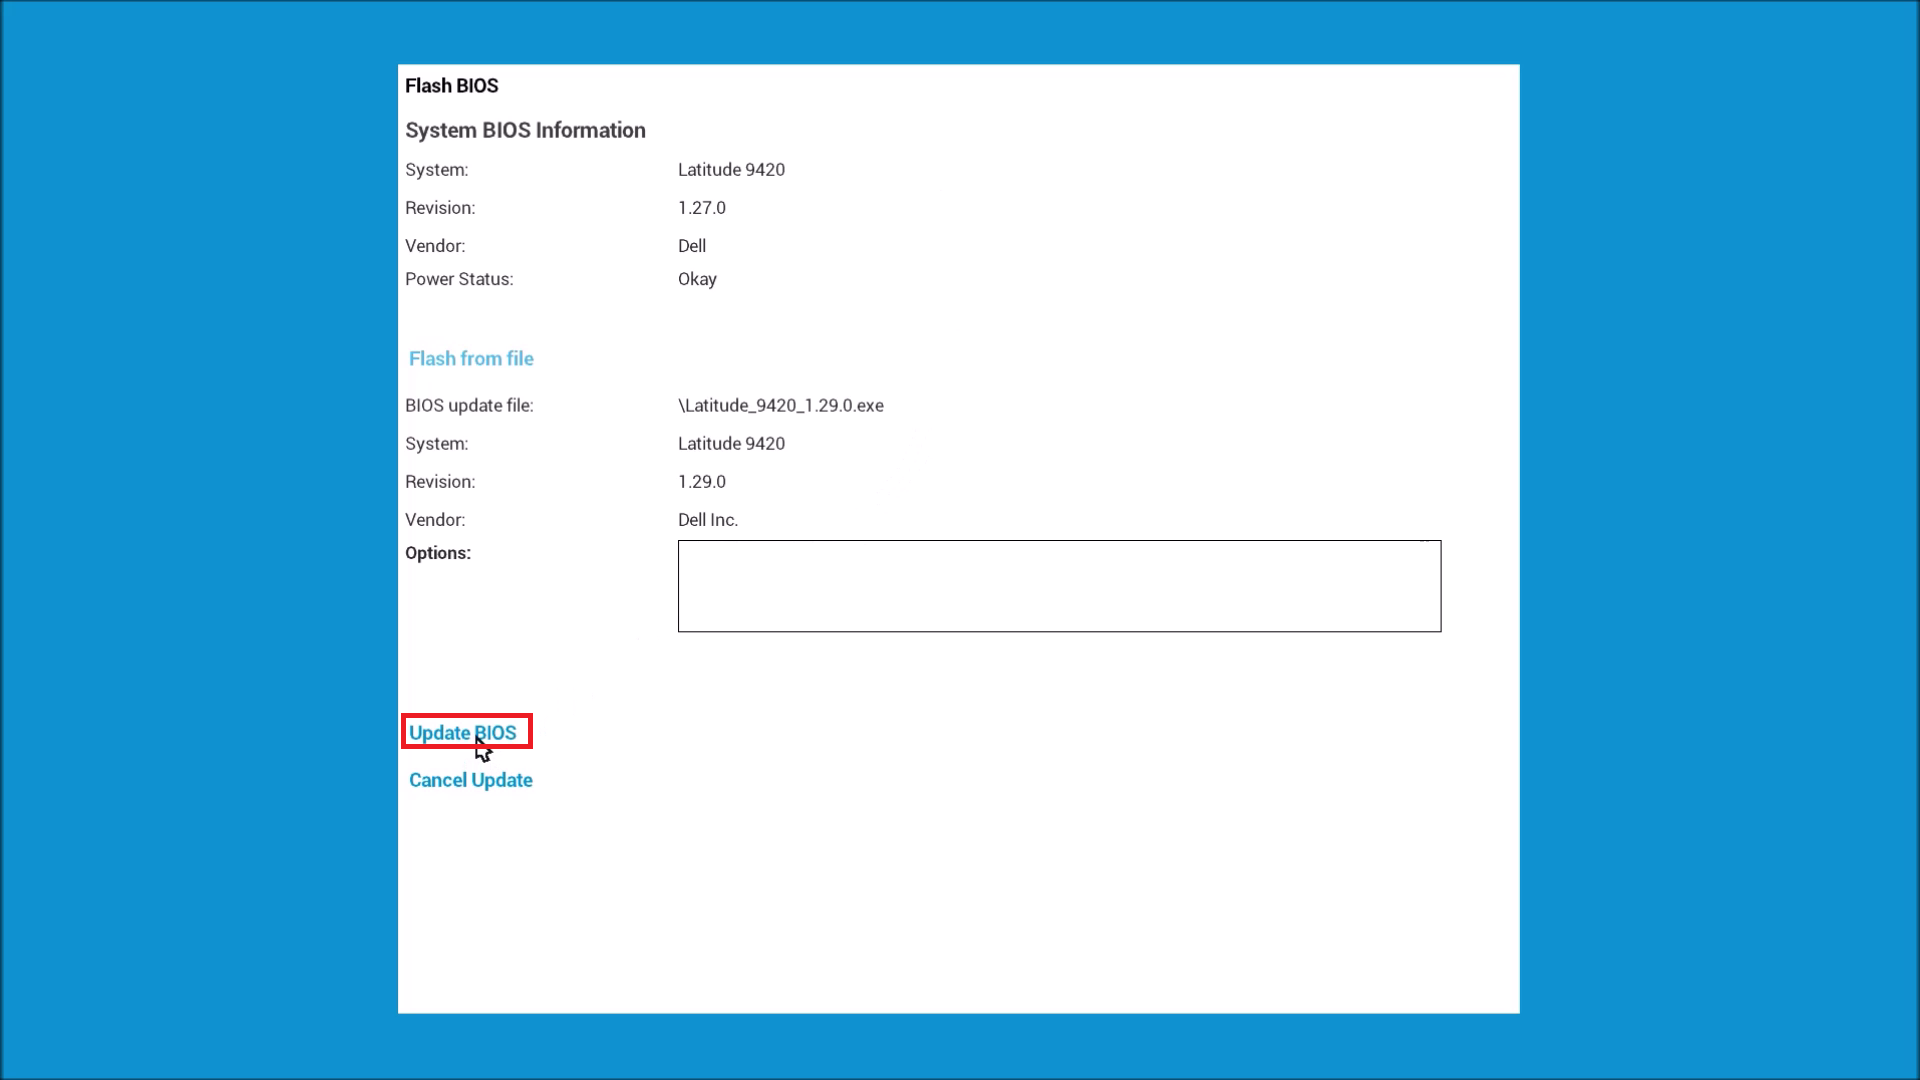 Flash BIOS
System BIOS Information
System: Latitude 9420
Revision: 1.27.0
Vendor: Dell
Power Status: Okay
Flash from file
BIOS update file: \Latitude_9420_1.29.0.exe
System: Latitude 9420
Revision: 1.29.0
Vendor: Dell Inc.
Options:
Update BIOS
Cancel Update